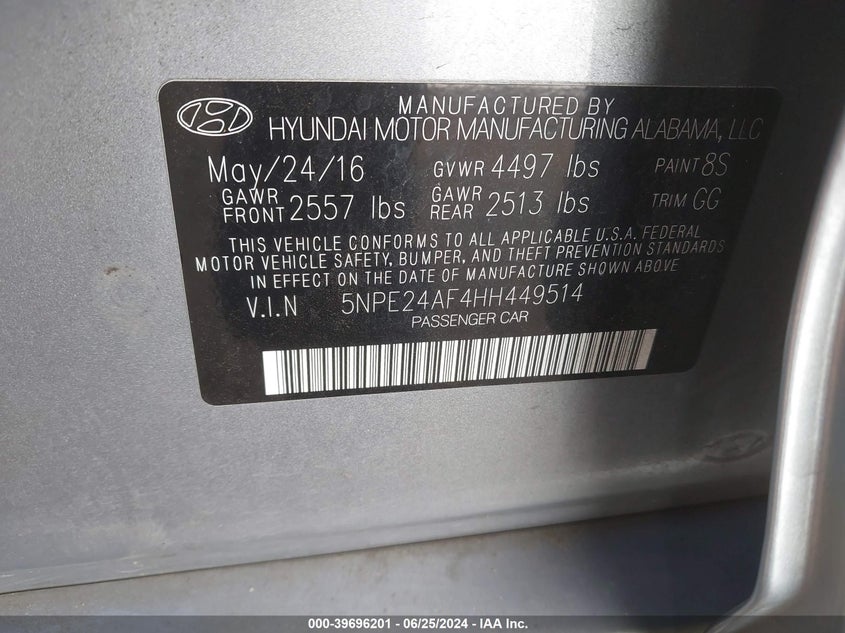 MANUFACTURED BY
HYUNDAI MOTOR MANUFACTURING ALABAMA, LLC
May/24/16 GVWR 4497 lbs PAINT 8S
GAWR FRONT 2557 lbs GAWR REAR 2513 lbs TRIM GG
THIS VEHICLE CONFORMS TO ALL APPLICABLE U.S.A. FEDERAL
MOTOR VEHICLE SAFETY, BUMPER, AND THEFT PREVENTION STANDARDS
IN EFFECT ON THE DATE OF MANUFACTURE SHOWN ABOVE
V.I.N 5NPE24AF4HH449514
PASSENGER CAR
000-39696201 - 06/25/2024 - IAA Inc.